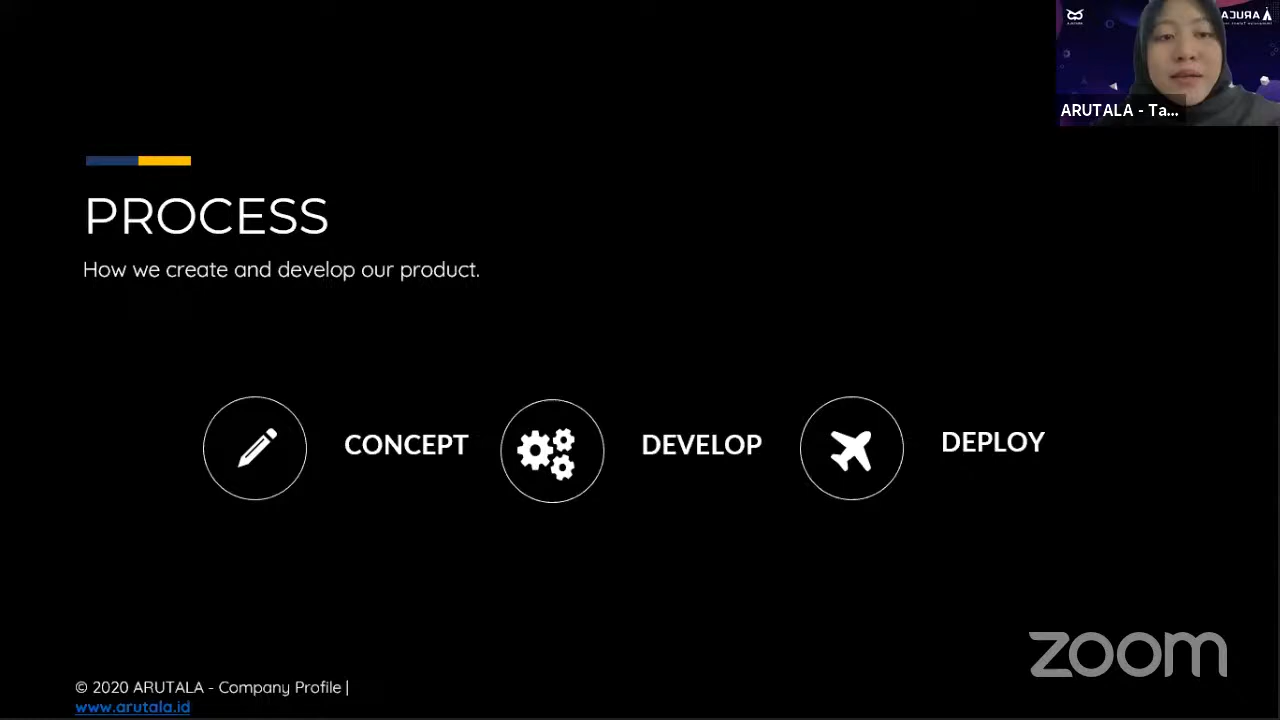 ARUTALA - Ta...
PROCESS
How we create and develop our product.
CONCEPT
DEVELOP
DEPLOY
zoom
© 2020 ARUTALA - Company Profile |
www.arutala.id